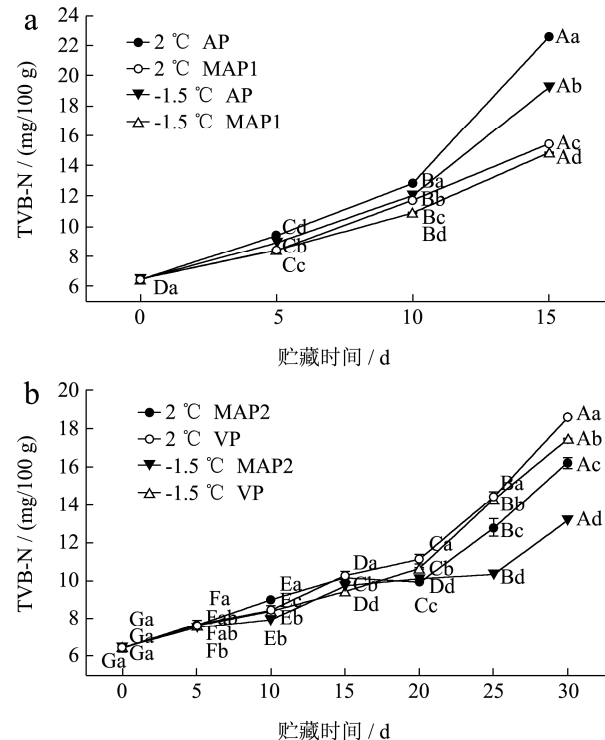 a
24
22
20
18
16
14
12
10
8
6
TVB-N / (mg/100 g)
2 ℃ AP
2 ℃ MAP1
-1.5 ℃ AP
-1.5 ℃ MAP1
Aa
Ab
Ac
Ad
Ba
Bb
Bc
Bd
Cd
Cb
Cc
Da
0 5 10 15
贮藏时间 / d
b
20
18
16
14
12
10
8
6
TVB-N / (mg/100 g)
2 ℃ MAP2
2 ℃ VP
-1.5 ℃ MAP2
-1.5 ℃ VP
Aa
Ab
Ac
Ad
Ba
Bb
Bc
Bd
Ca
Cb
Dd
Cc
Da
Cb
Dd
Ea
Ec
Eb
Eb
Fa
Fab
Fab
Fb
Ga
Ga
Ga
Ga
0 5 10 15 20 25 30
贮藏时间 / d